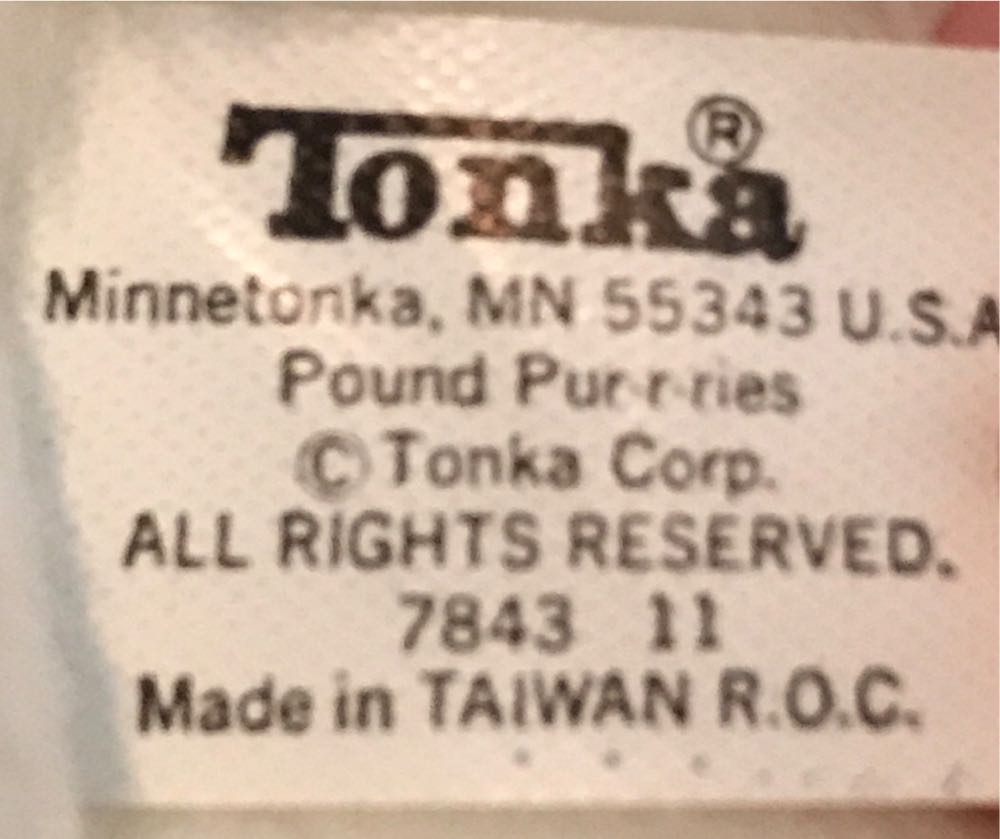 Tonka®
Minnetonka, MN 55343 U.S.A
Pound Pur-r-ries
© Tonka Corp.
ALL RIGHTS RESERVED.
7843 11
Made in TAIWAN R.O.C.